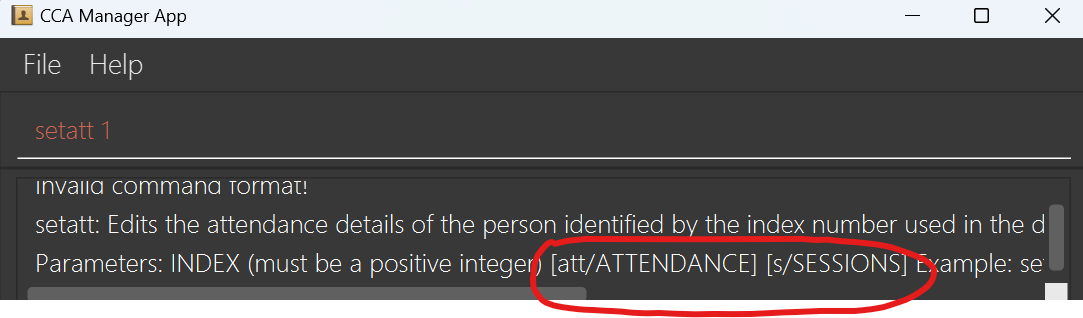 CCA Manager App
File Help
setatt 1
Invalid command format!
setatt: Edits the attendance details of the person identified by the index number used in the d
Parameters: INDEX (must be a positive integer) [att/ATTENDANCE] [s/SESSIONS] Example: se